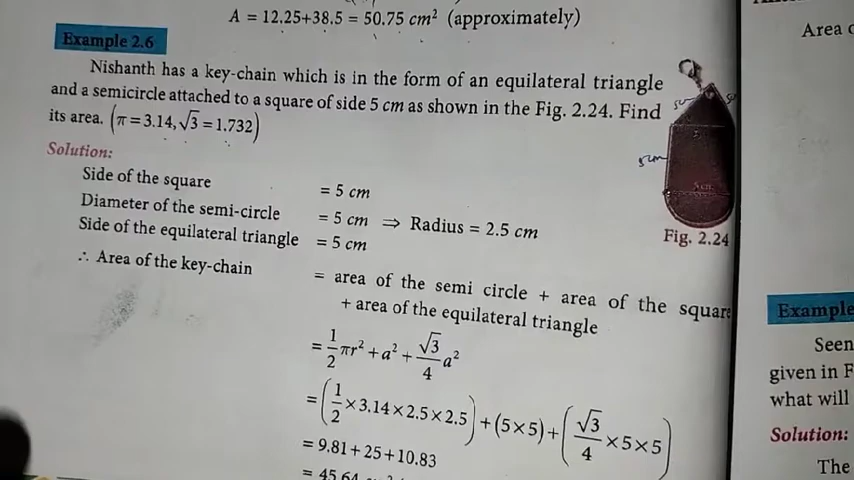 A = 12.25+38.5 = 50.75 cm² (approximately)
Example 2.6
Nishanth has a key-chain which is in the form of an equilateral triangle
and a semicircle attached to a square of side 5 cm as shown in the Fig. 2.24. Find
its area. (π = 3.14, √3 = 1.732)
Solution:
Side of the square = 5 cm
Diameter of the semi-circle = 5 cm ⇒ Radius = 2.5 cm
Side of the equilateral triangle = 5 cm
∴ Area of the key-chain = area of the semi circle + area of the square
+ area of the equilateral triangle
= 1/2 πr² + a² + √3/4 a²
= (1/2 × 3.14 × 2.5 × 2.5) + (5×5) + (√3/4 × 5 × 5)
= 9.81 + 25 + 10.83
= 45.64
5cm
5 cm
Fig. 2.24
Area
Example
Seen
given in F
what will
Solution:
The